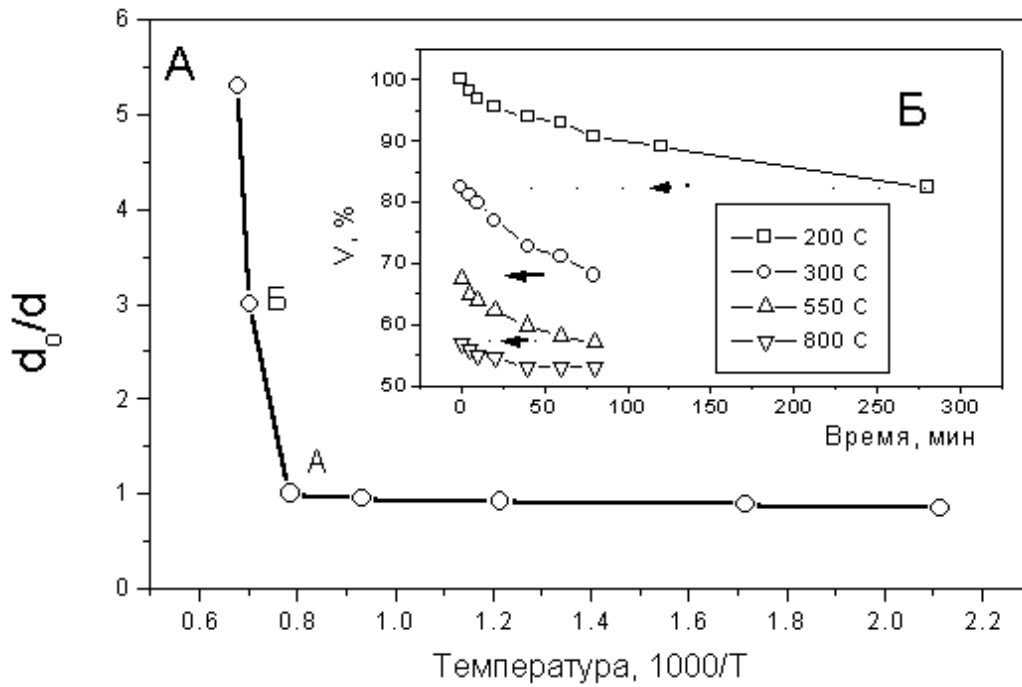 А
6
5
4
3
2
1
0
d₀/d
Б
А
0.6 0.8 1.0 1.2 1.4 1.6 1.8 2.0 2.2
Температура, 1000/T
Б
100
90
80
70
60
50
V, %
200 C
300 C
550 C
800 C
0 50 100 150 200 250 300
Время, мин